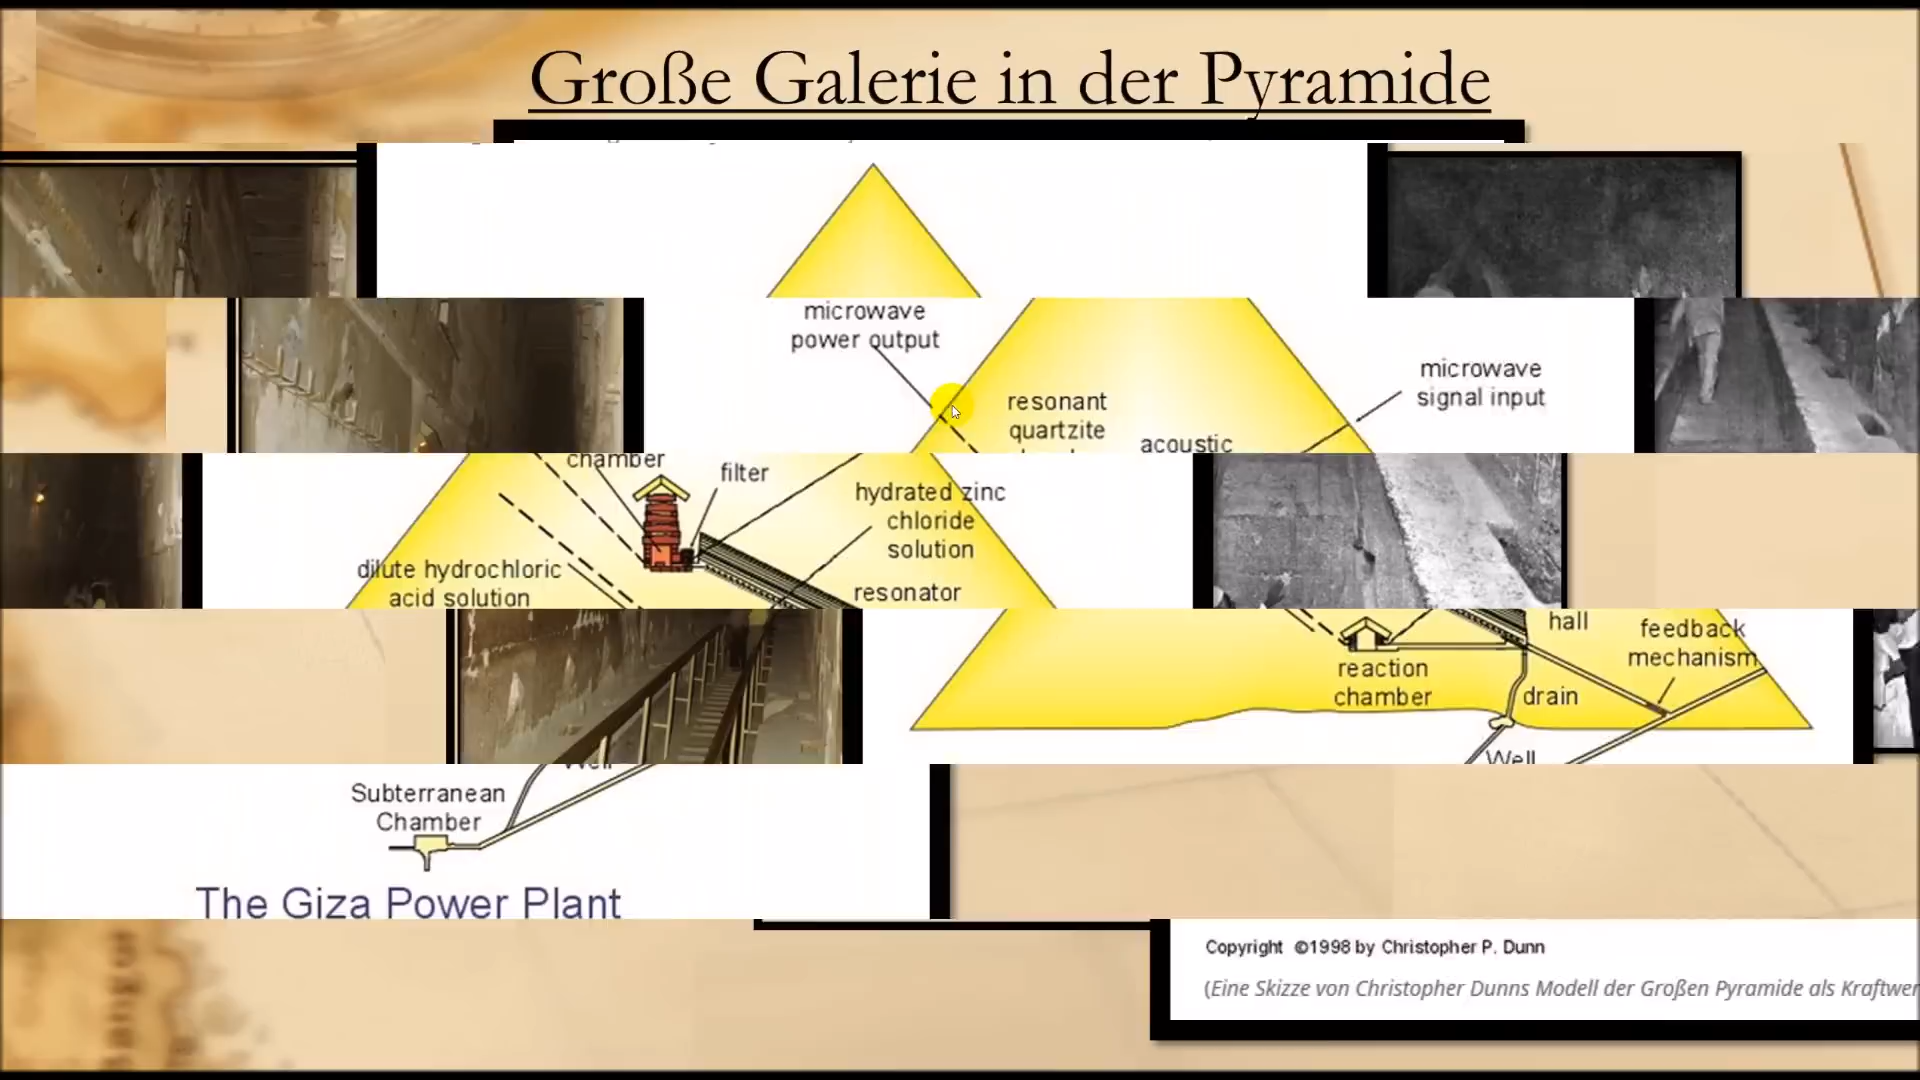 Große Galerie in der Pyramide
microwave
power output
microwave
signal input
resonant
quartzite
acoustic
chamber
filter
hydrated zinc
chloride
solution
dilute hydrochloric
acid solution
resonator
hall
feedback
mechanism
reaction
chamber
drain
Well
Subterranean
Chamber
The Giza Power Plant
Copyright ©1998 by Christopher P. Dunn
(Eine Skizze von Christopher Dunns Modell der Großen Pyramide als